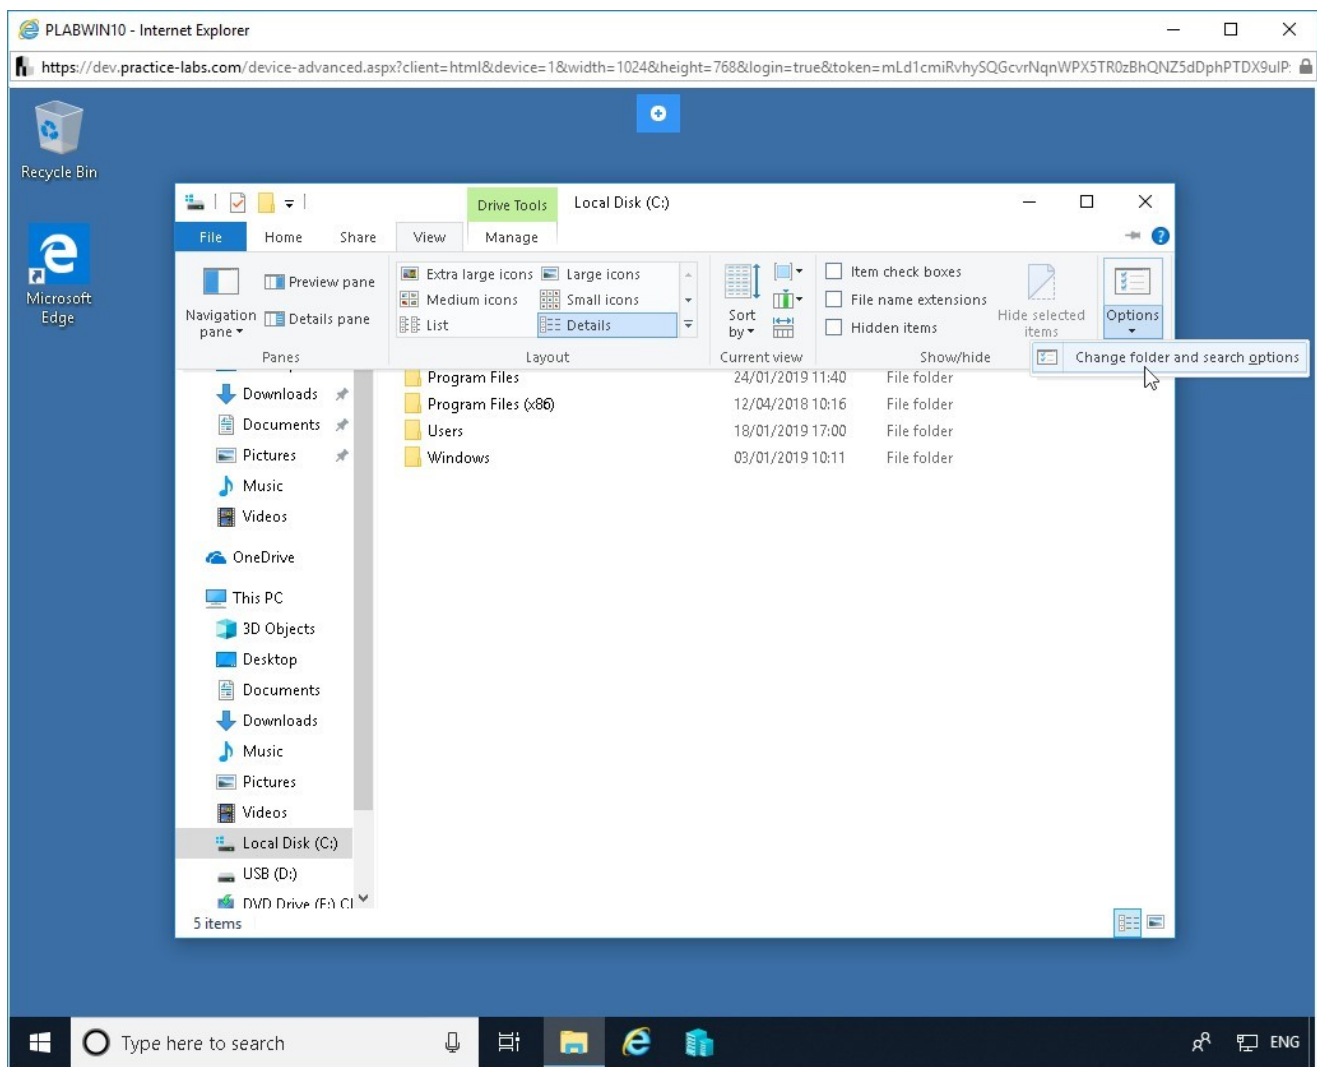 PLABWIN10 - Internet Explorer
https://dev.practice-labs.com/device-advanced.aspx?client=html&device=1&width=1024&height=768&login=true&token=mLd1cmiRvhySQGcvrNqnWPX5TR0zBhQNZ5dDphPTDX9uIP:
Recycle Bin
Microsoft
Edge
Drive Tools Local Disk (C:)
File Home Share View Manage
Navigation
pane
Preview pane
Details pane
Panes
Extra large icons Large icons
Medium icons Small icons
List Details
Layout
Sort
by
Current view
Item check boxes
File name extensions
Hidden items
Hide selected
items
Show/hide
Options
Change folder and search options
Downloads
Documents
Pictures
Music
Videos
OneDrive
This PC
3D Objects
Desktop
Documents
Downloads
Music
Pictures
Videos
Local Disk (C:)
USB (D:)
DVD Drive (E:) CI
Program Files 24/01/2019 11:40 File folder
Program Files (x86) 12/04/2018 10:16 File folder
Users 18/01/2019 17:00 File folder
Windows 03/01/2019 10:11 File folder
5 items
Type here to search
ENG